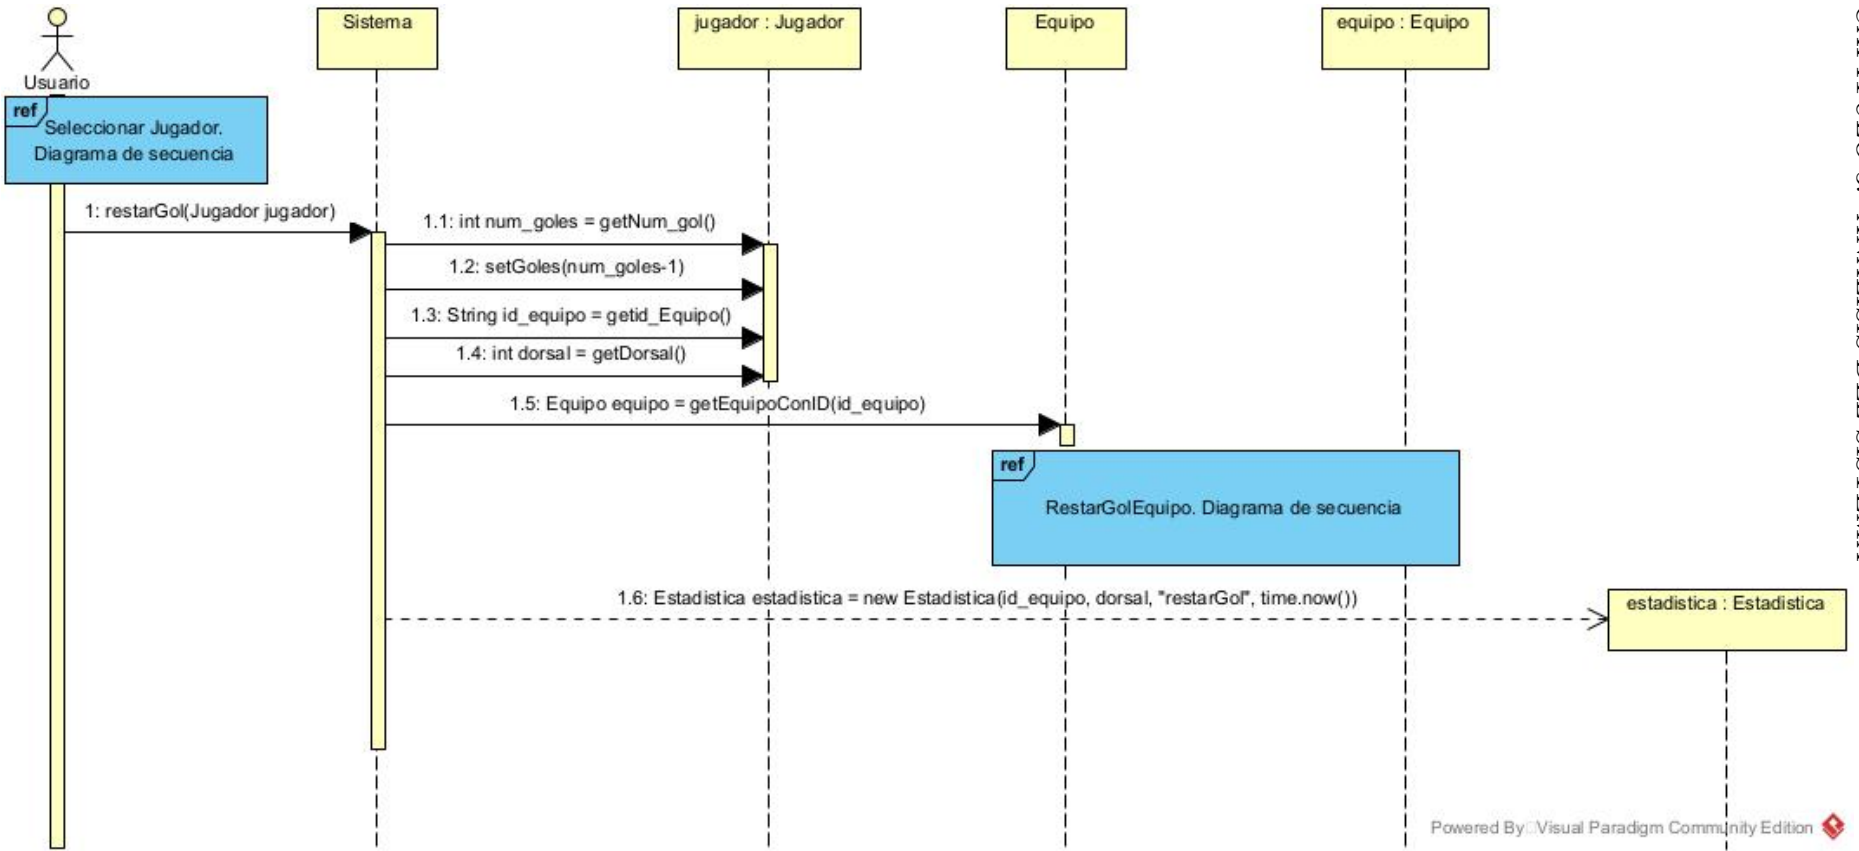 Sistema
jugador : Jugador
Equipo
equipo : Equipo
Usuario
ref
Seleccionar Jugador.
Diagrama de secuencia
1: restarGol(Jugador jugador)
1.1: int num_goles = getNum_gol()
1.2: setGoles(num_goles-1)
1.3: String id_equipo = getid_Equipo()
1.4: int dorsal = getDorsal()
1.5: Equipo equipo = getEquipoConID(id_equipo)
ref
RestarGolEquipo. Diagrama de secuencia
1.6: Estadistica estadistica = new Estadistica(id_equipo, dorsal, "restarGol", time.now())
estadistica : Estadistica
Powered By Visual Paradigm Community Edition